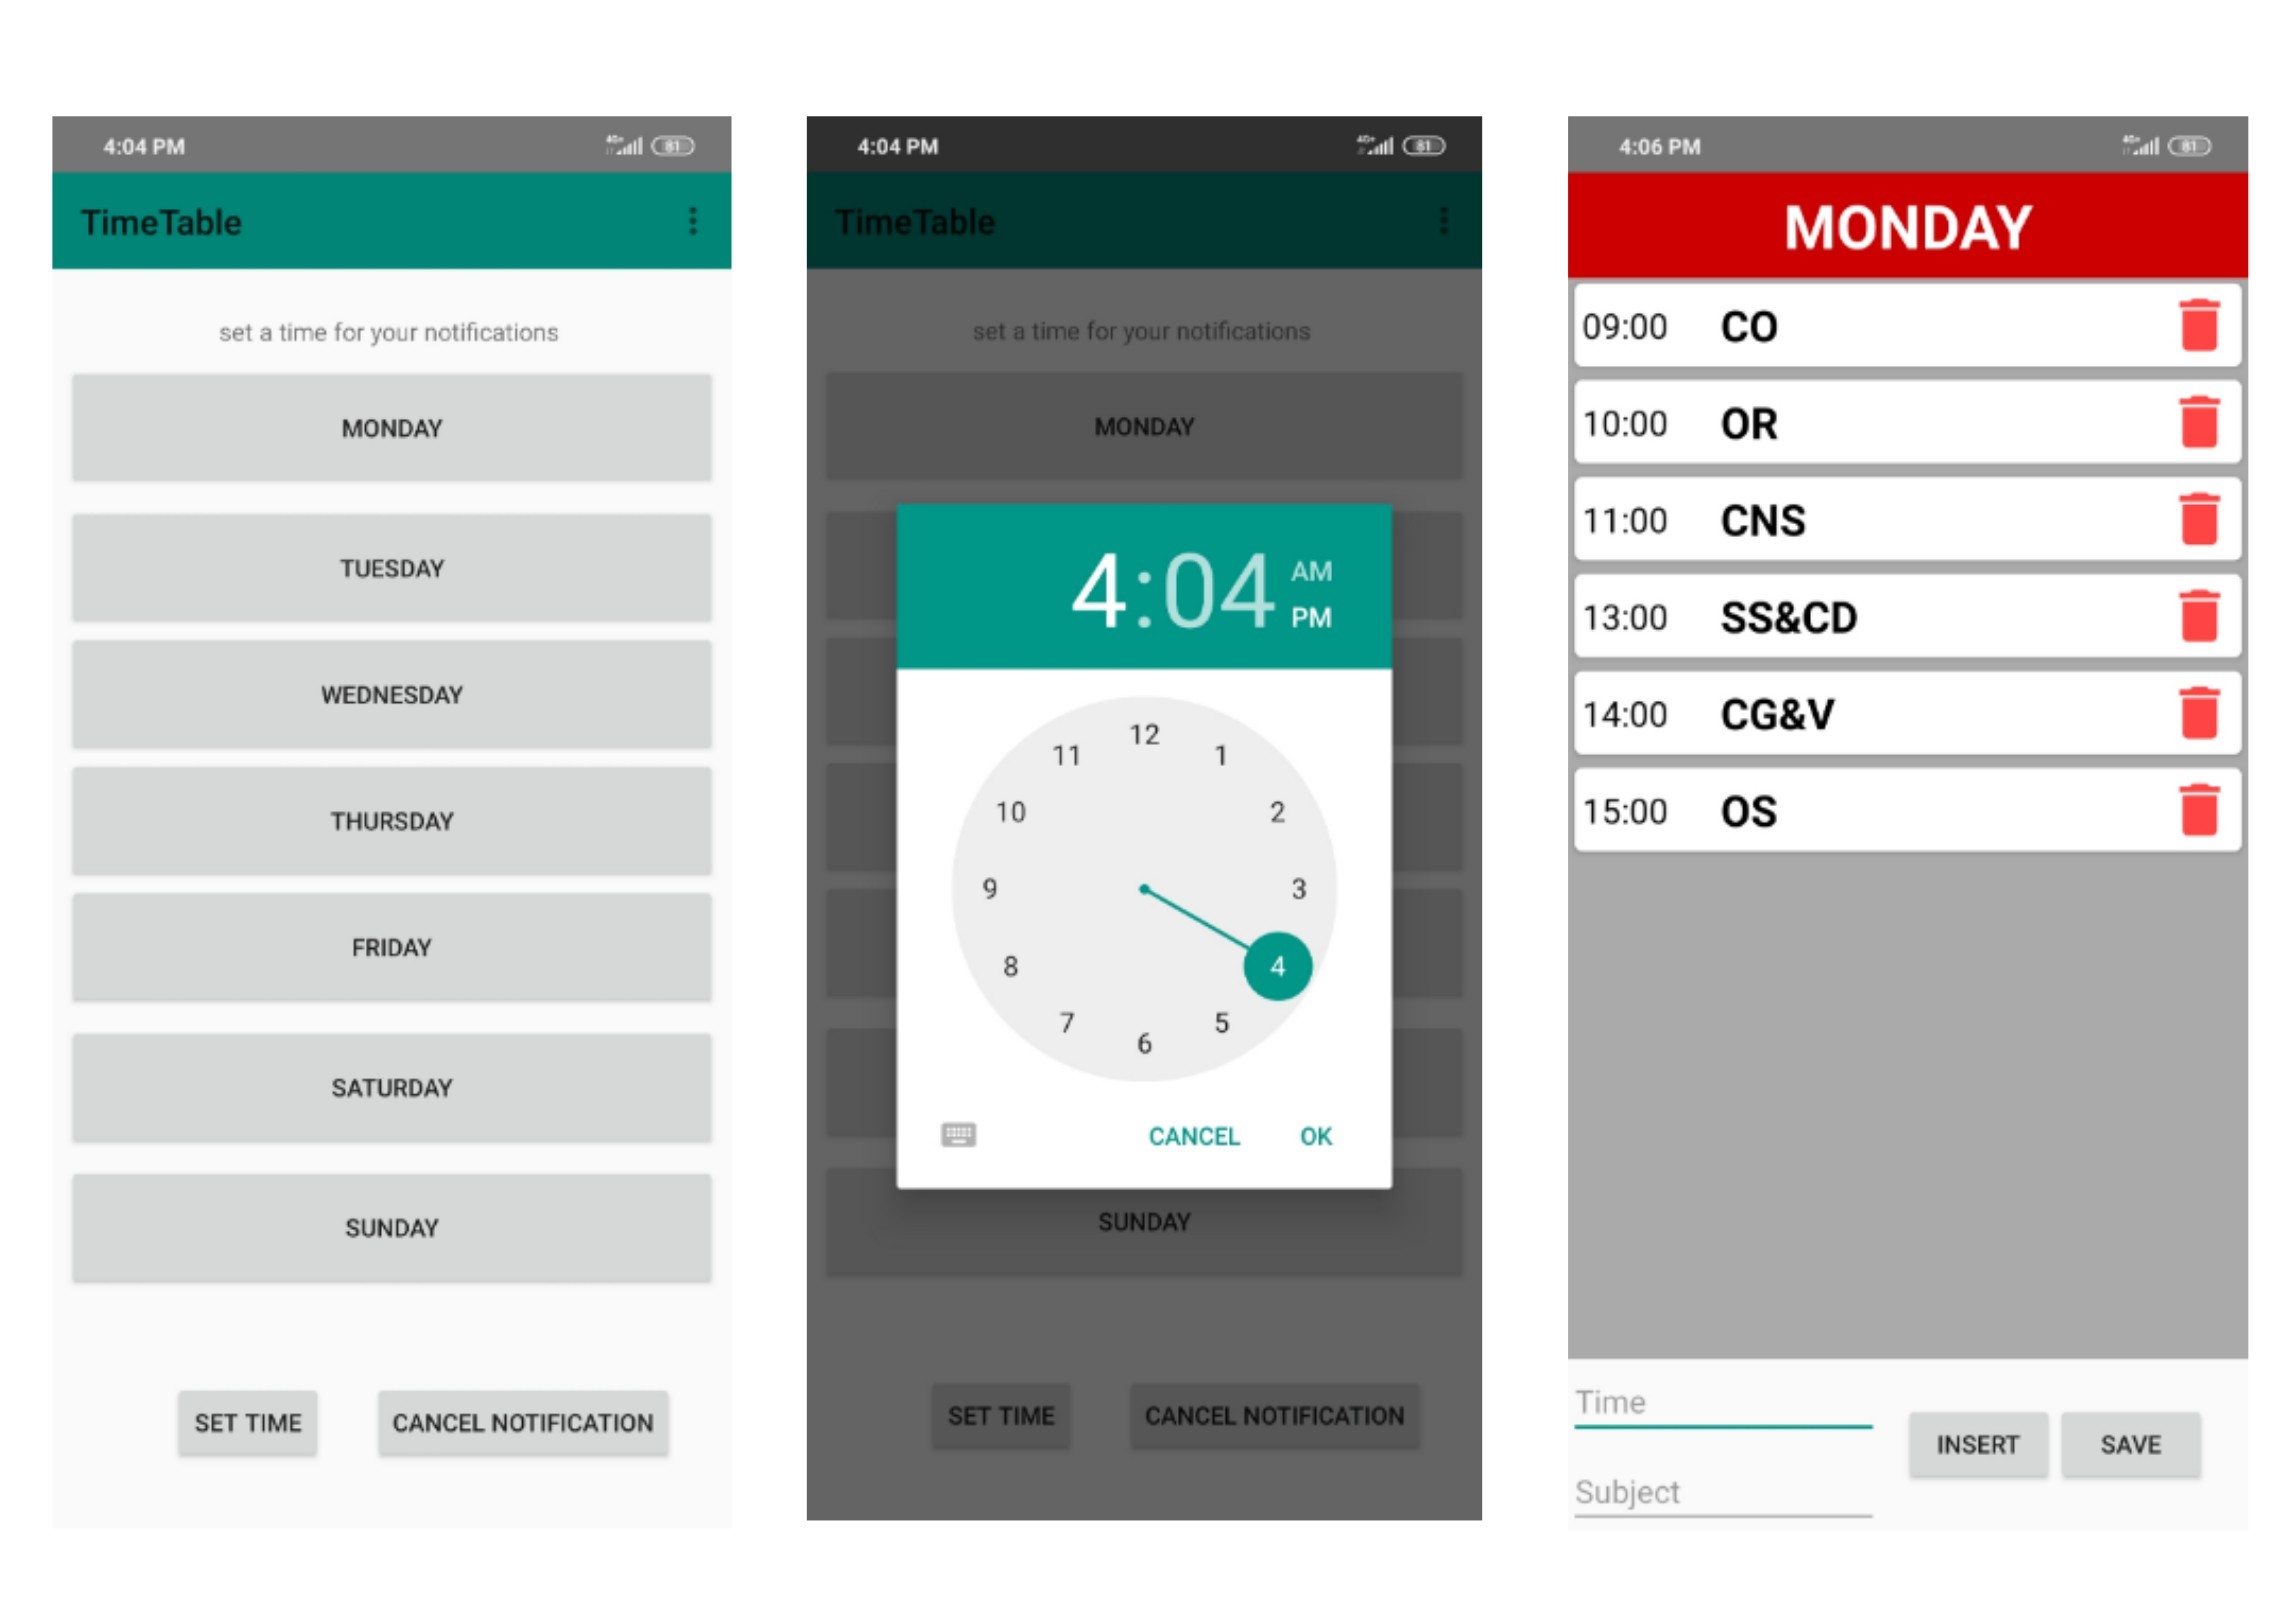 4:04 PM
4G+
81
TimeTable
set a time for your notifications
MONDAY
TUESDAY
WEDNESDAY
THURSDAY
FRIDAY
SATURDAY
SUNDAY
SET TIME CANCEL NOTIFICATION
4:04 PM
4G+
81
TimeTable
set a time for your notifications
MONDAY
4:04 AM
PM
12
11 1
10 2
9 3
8 4
7 5
6
CANCEL OK
SUNDAY
SET TIME CANCEL NOTIFICATION
4:06 PM
4G+
81
MONDAY
09:00 CO
10:00 OR
11:00 CNS
13:00 SS&CD
14:00 CG&V
15:00 OS
Time
INSERT SAVE
Subject